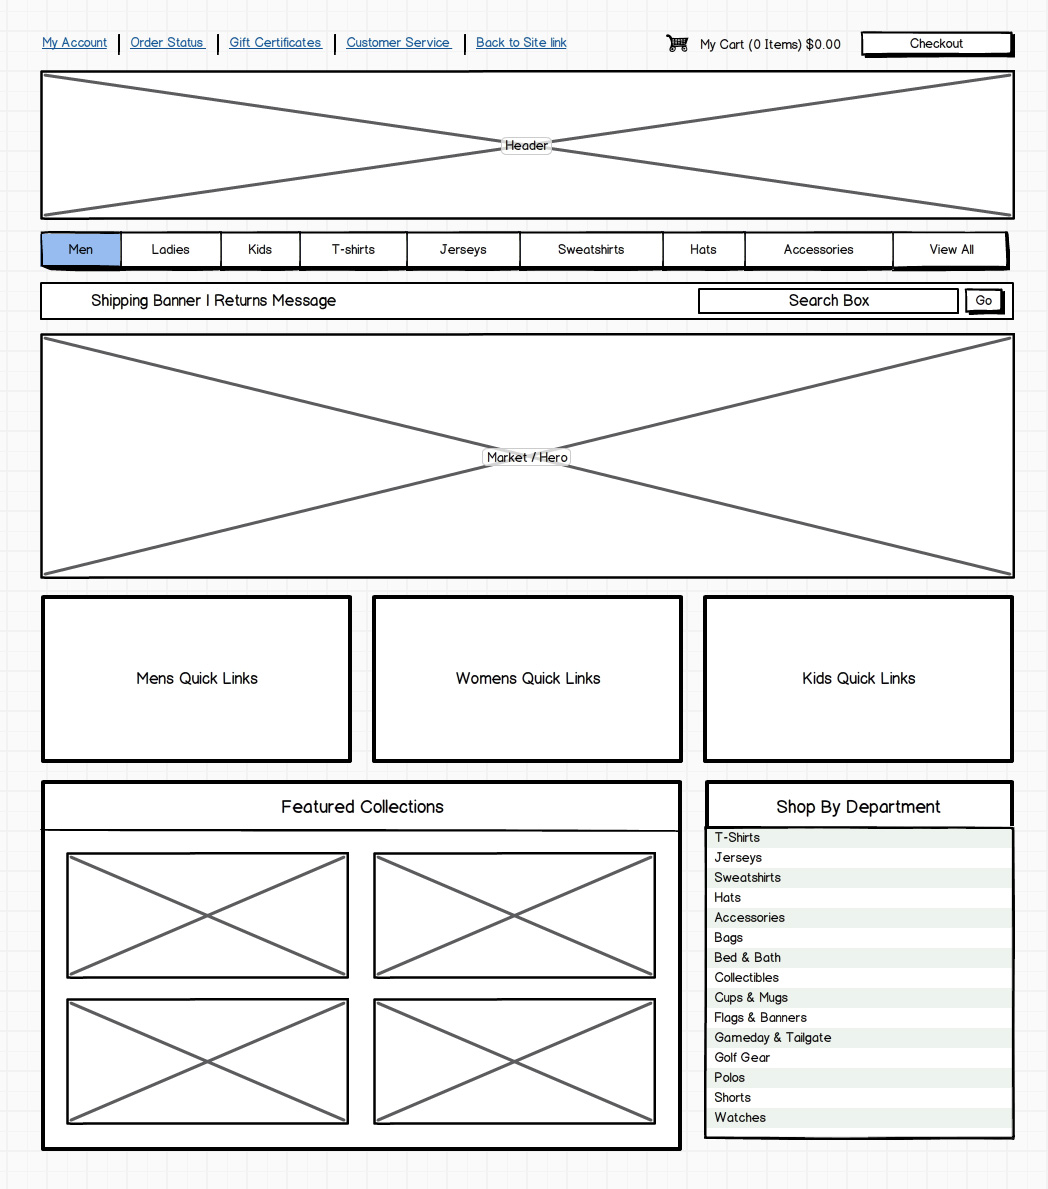 My Account | Order Status | Gift Certificates | Customer Service | Back to Site link My Cart (0 Items) $0.00 Checkout
Header
Men Ladies Kids T-shirts Jerseys Sweatshirts Hats Accessories View All
Shipping Banner | Returns Message Search Box Go
Market / Hero
Mens Quick Links Womens Quick Links Kids Quick Links
Featured Collections
Shop By Department
T-Shirts
Jerseys
Sweatshirts
Hats
Accessories
Bags
Bed & Bath
Collectibles
Cups & Mugs
Flags & Banners
Gameday & Tailgate
Golf Gear
Polos
Shorts
Watches